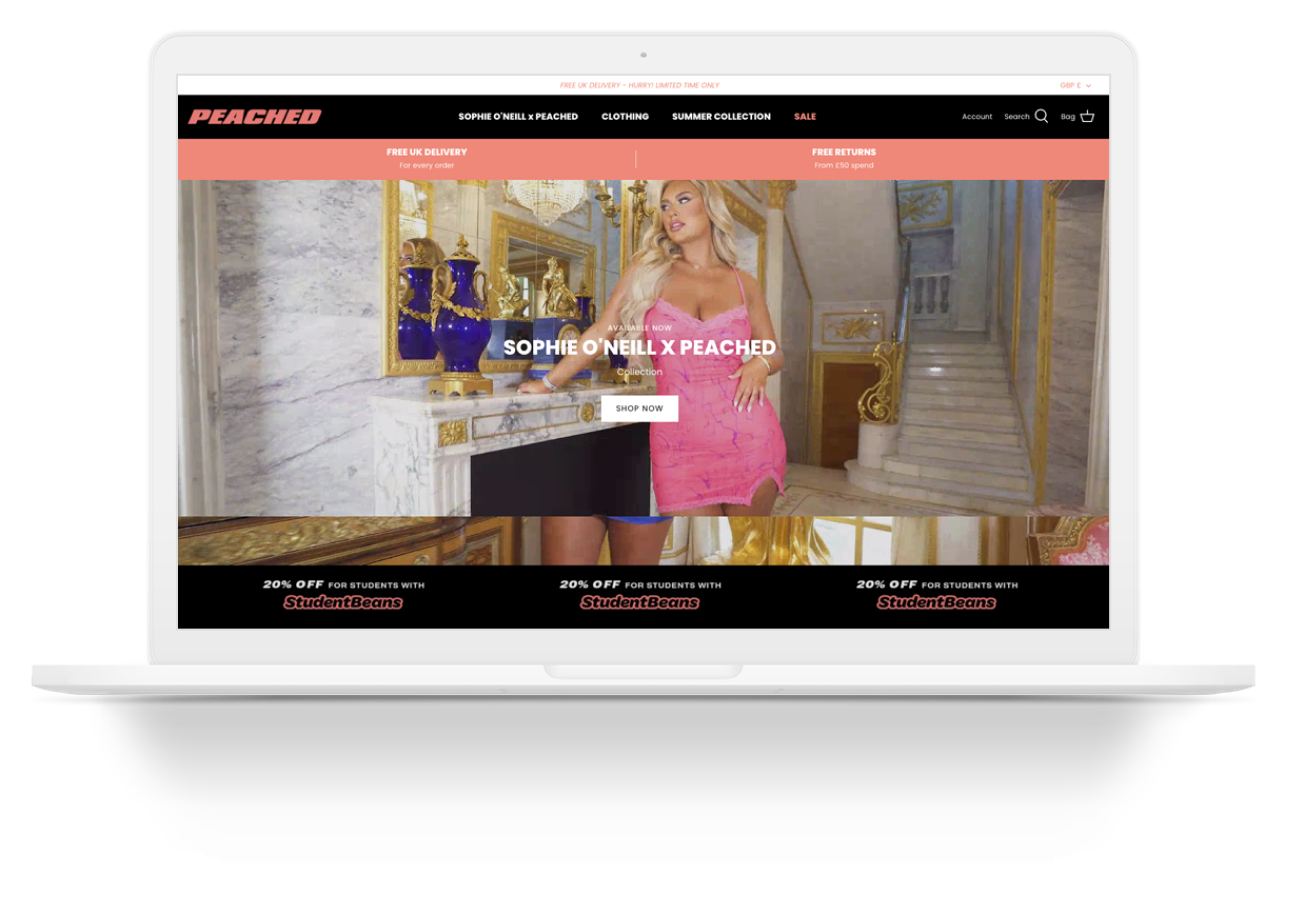 FREE UK DELIVERY - HURRY! LIMITED TIME ONLY
GBP £
PEACHED
SOPHIE O'NEILL x PEACHED CLOTHING SUMMER COLLECTION SALE
Account Search Bag
FREE UK DELIVERY
For every order
FREE RETURNS
From £50 spend
AVAILABLE NOW
SOPHIE O'NEILL X PEACHED
Collection
SHOP NOW
20% OFF FOR STUDENTS WITH
StudentBeans
20% OFF FOR STUDENTS WITH
StudentBeans
20% OFF FOR STUDENTS WITH
StudentBeans